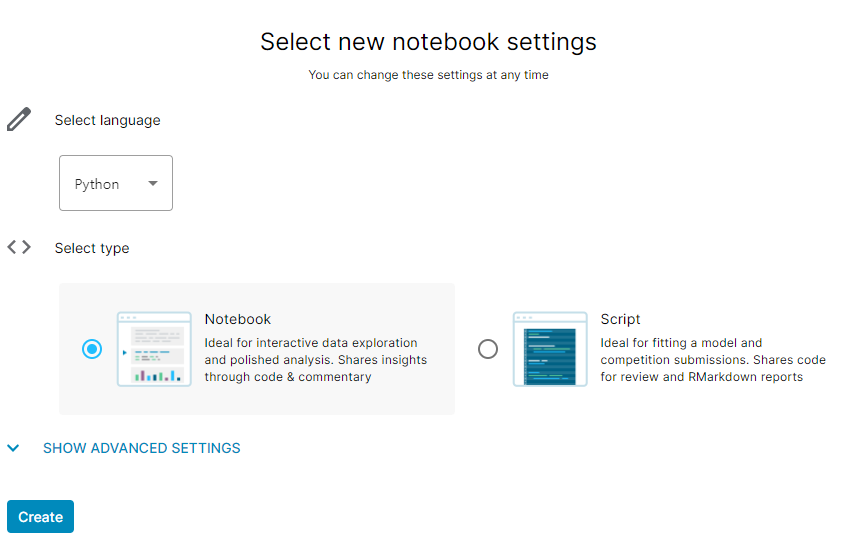 Select new notebook settings
You can change these settings at any time
Select language
Python
Select type
Notebook
Ideal for interactive data exploration
and polished analysis. Shares insights
through code & commentary
Script
Ideal for fitting a model and
competition submissions. Shares code
for review and RMarkdown reports
SHOW ADVANCED SETTINGS
Create